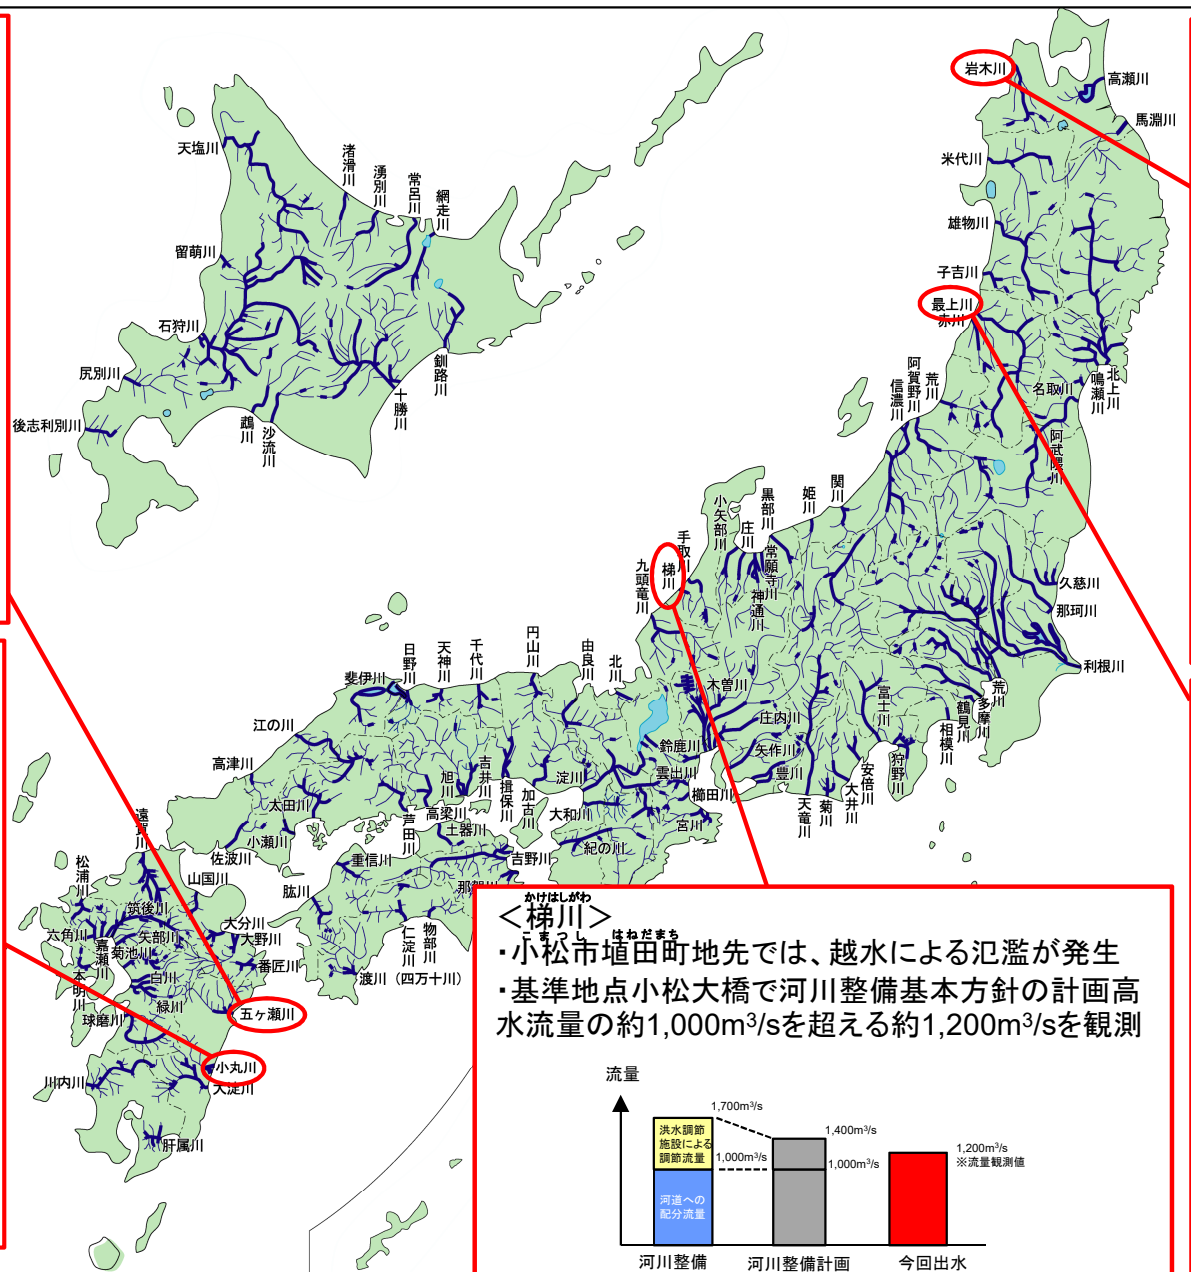 岩木川
高瀬川
馬淵川
米代川
雄物川
子吉川
最上川
赤川
北上川
鳴瀬川
名取川
阿武隈川
荒川
阿賀野川
信濃川
関川
姫川
黒部川
常願寺川
神通川
庄川
小矢部川
手取川
梯川
九頭竜川
久慈川
那珂川
利根川
荒川
多摩川
鶴見川
相模川
富士川
狩野川
安倍川
大井川
菊川
天竜川
豊川
矢作川
庄内川
木曽川
鈴鹿川
雲出川
櫛田川
宮川
天塩川
渚滑川
湧別川
常呂川
網走川
留萌川
石狩川
尻別川
後志利別川
鵡川
沙流川
十勝川
釧路川
北川
由良川
円山川
千代川
天神川
日野川
斐伊川
江の川
高津川
太田川
小瀬川
佐波川
芦田川
高梁川
旭川
吉井川
揖保川
加古川
淀川
大和川
紀の川
土器川
吉野川
重信川
肱川
仁淀川
物部川
渡川（四万十川）
遠賀川
山国川
松浦川
筑後川
六角川
嘉瀬川
矢部川
菊池川
白川
緑川
本明川
球磨川
大分川
大野川
番匠川
五ヶ瀬川
小丸川
大淀川
川内川
肝属川
かけはしがわ
＜梯川＞
こまつし はねだまち
・小松市埴田町地先では、越水による氾濫が発生
・基準地点小松大橋で河川整備基本方針の計画高
水流量の約1,000m³/sを超える約1,200m³/sを観測
流量
1,700m³/s
洪水調節
施設による
調節流量
1,000m³/s
河道への
配分流量
1,400m³/s
1,000m³/s
1,200m³/s
※流量観測値
河川整備
河川整備計画
今回出水